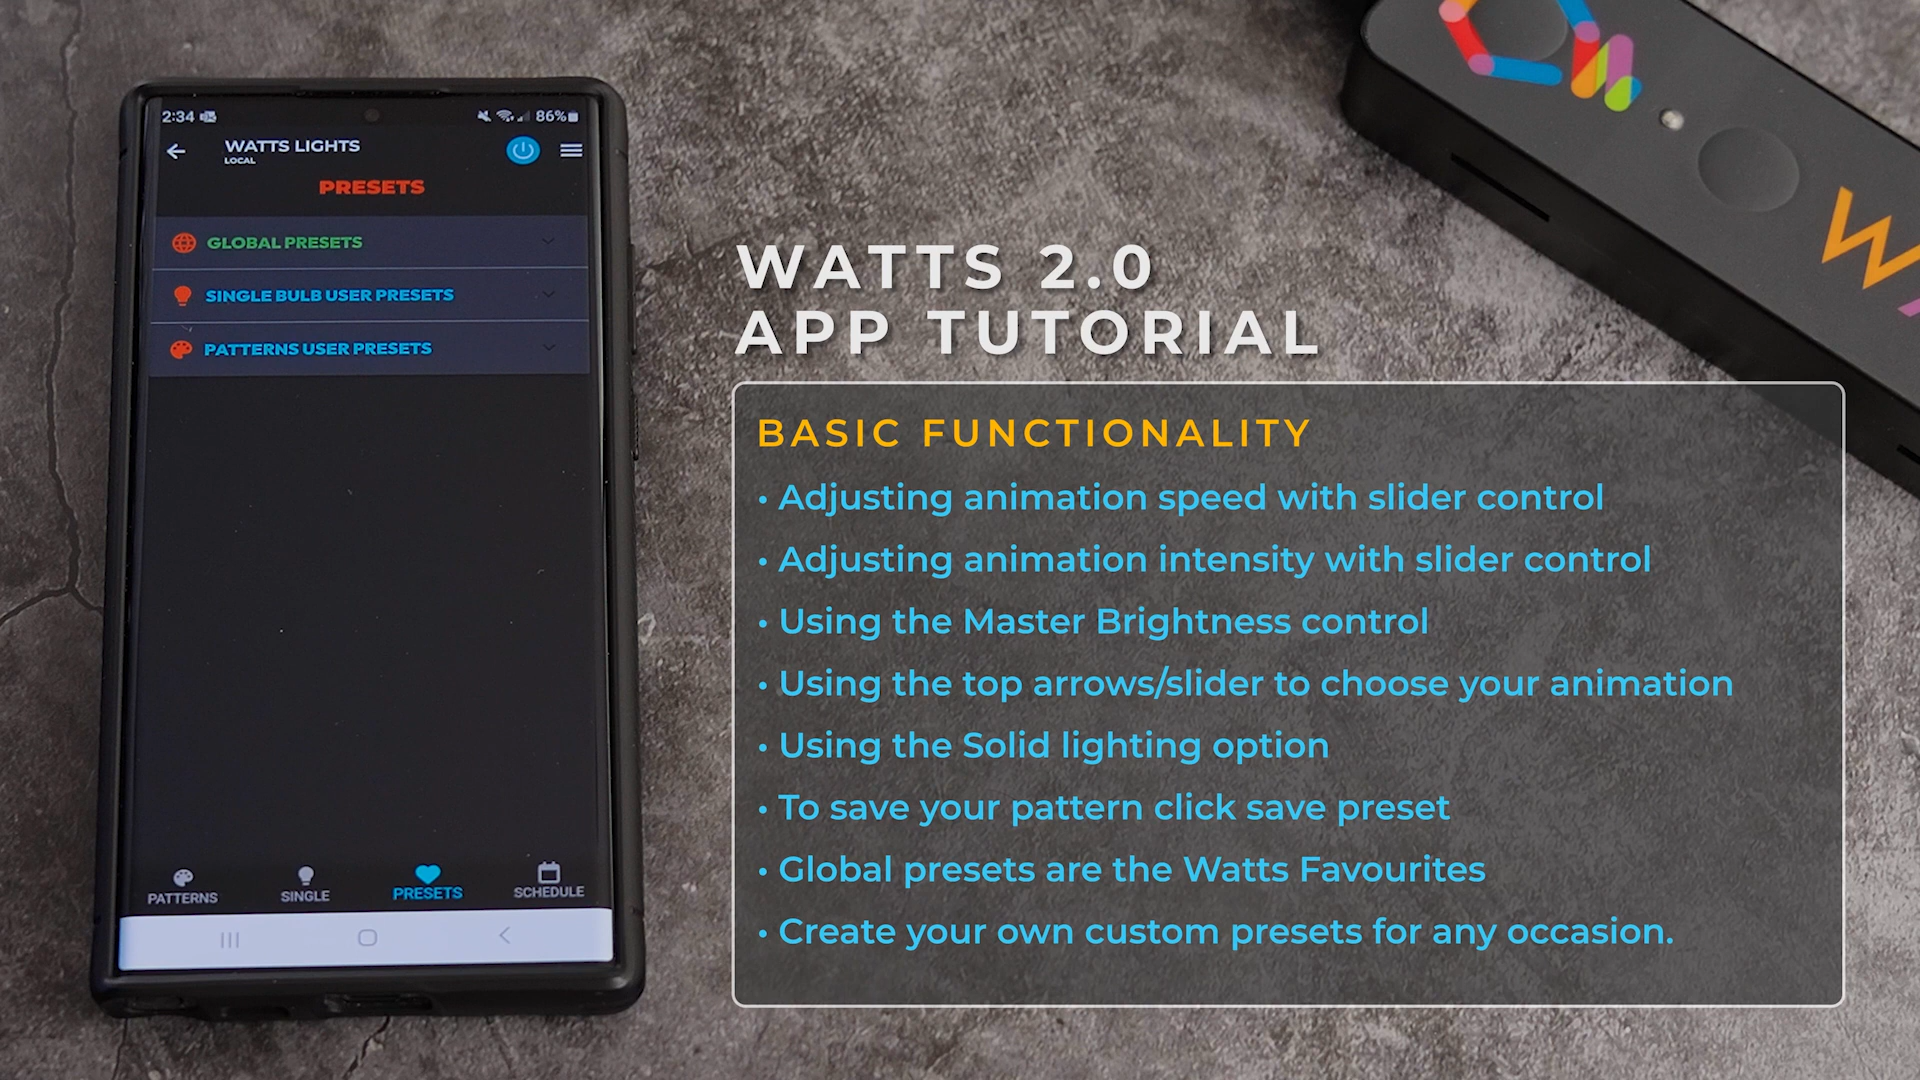 2:34
86%
WATTS LIGHTS
LOCAL
PRESETS
GLOBAL PRESETS
SINGLE BULB USER PRESETS
PATTERNS USER PRESETS
PATTERNS
SINGLE
PRESETS
SCHEDULE
WATTS 2.0
APP TUTORIAL
BASIC FUNCTIONALITY
• Adjusting animation speed with slider control
• Adjusting animation intensity with slider control
• Using the Master Brightness control
• Using the top arrows/slider to choose your animation
• Using the Solid lighting option
• To save your pattern click save preset
• Global presets are the Watts Favourites
• Create your own custom presets for any occasion.